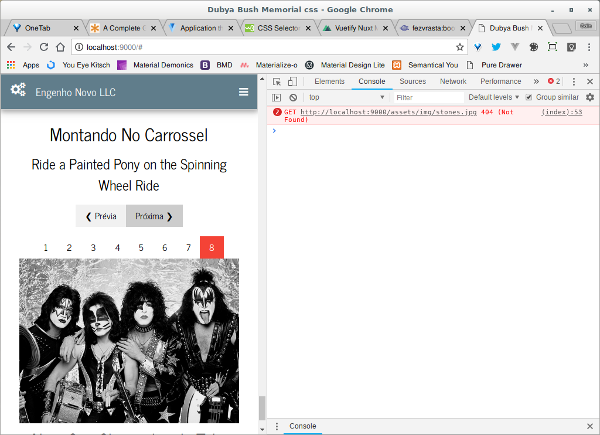 Dubya Bush Memorial css - Google Chrome
OneTab
A Complete G
Application th
CSS Selector
Vuetify Nuxt M
fezvrasta:boo
Dubya Bush M
localhost:9000/#
Apps
You Eye Kitsch
Material Demonics
BMD
Materialize-o
Material Design Lite
Semantical You
Pure Drawer
»
Engenho Novo LLC
Montando No Carrossel
Ride a Painted Pony on the Spinning
Wheel Ride
❮ Prévia
Próxima ❯
1 2 3 4 5 6 7 8
Elements
Console
Sources
Network
Performance
»
2
top
Filter
Default levels ▼
Group similar
2 GET http://localhost:9000/assets/img/stones.jpg 404 (Not (index):53
Found)
Console